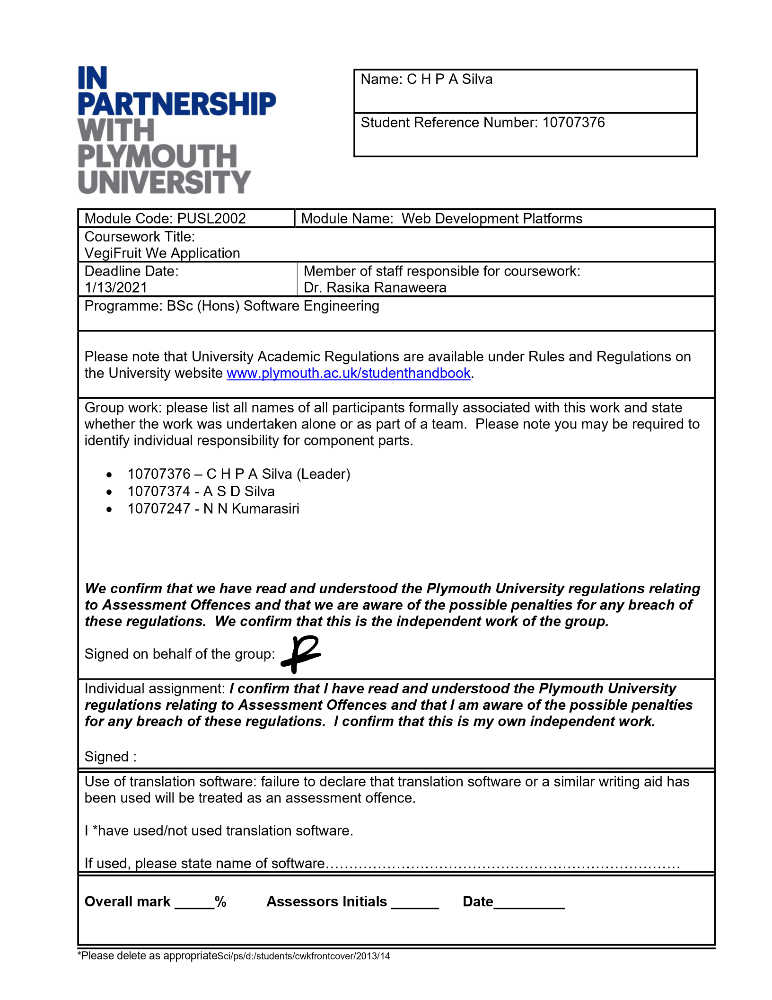 IN
PARTNERSHIP
WITH
PLYMOUTH
UNIVERSITY
Name: C H P A Silva
Student Reference Number: 10707376
Module Code: PUSL2002
Module Name:  Web Development Platforms
Coursework Title:
VegiFruit We Application
Deadline Date:
1/13/2021
Member of staff responsible for coursework:
Dr. Rasika Ranaweera
Programme: BSc (Hons) Software Engineering
Please note that University Academic Regulations are available under Rules and Regulations on
the University website www.plymouth.ac.uk/studenthandbook.
Group work: please list all names of all participants formally associated with this work and state
whether the work was undertaken alone or as part of a team.  Please note you may be required to
identify individual responsibility for component parts.
• 10707376 – C H P A Silva (Leader)
• 10707374 - A S D Silva
• 10707247 - N N Kumarasiri
We confirm that we have read and understood the Plymouth University regulations relating
to Assessment Offences and that we are aware of the possible penalties for any breach of
these regulations.  We confirm that this is the independent work of the group.
Signed on behalf of the group:
Individual assignment: I confirm that I have read and understood the Plymouth University
regulations relating to Assessment Offences and that I am aware of the possible penalties
for any breach of these regulations.  I confirm that this is my own independent work.
Signed :
Use of translation software: failure to declare that translation software or a similar writing aid has
been used will be treated as an assessment offence.
I *have used/not used translation software.
If used, please state name of software…………………………………………………………………
Overall mark _____%   Assessors Initials ______   Date_________
*Please delete as appropriateSci/ps/d:/students/cwkfrontcover/2013/14